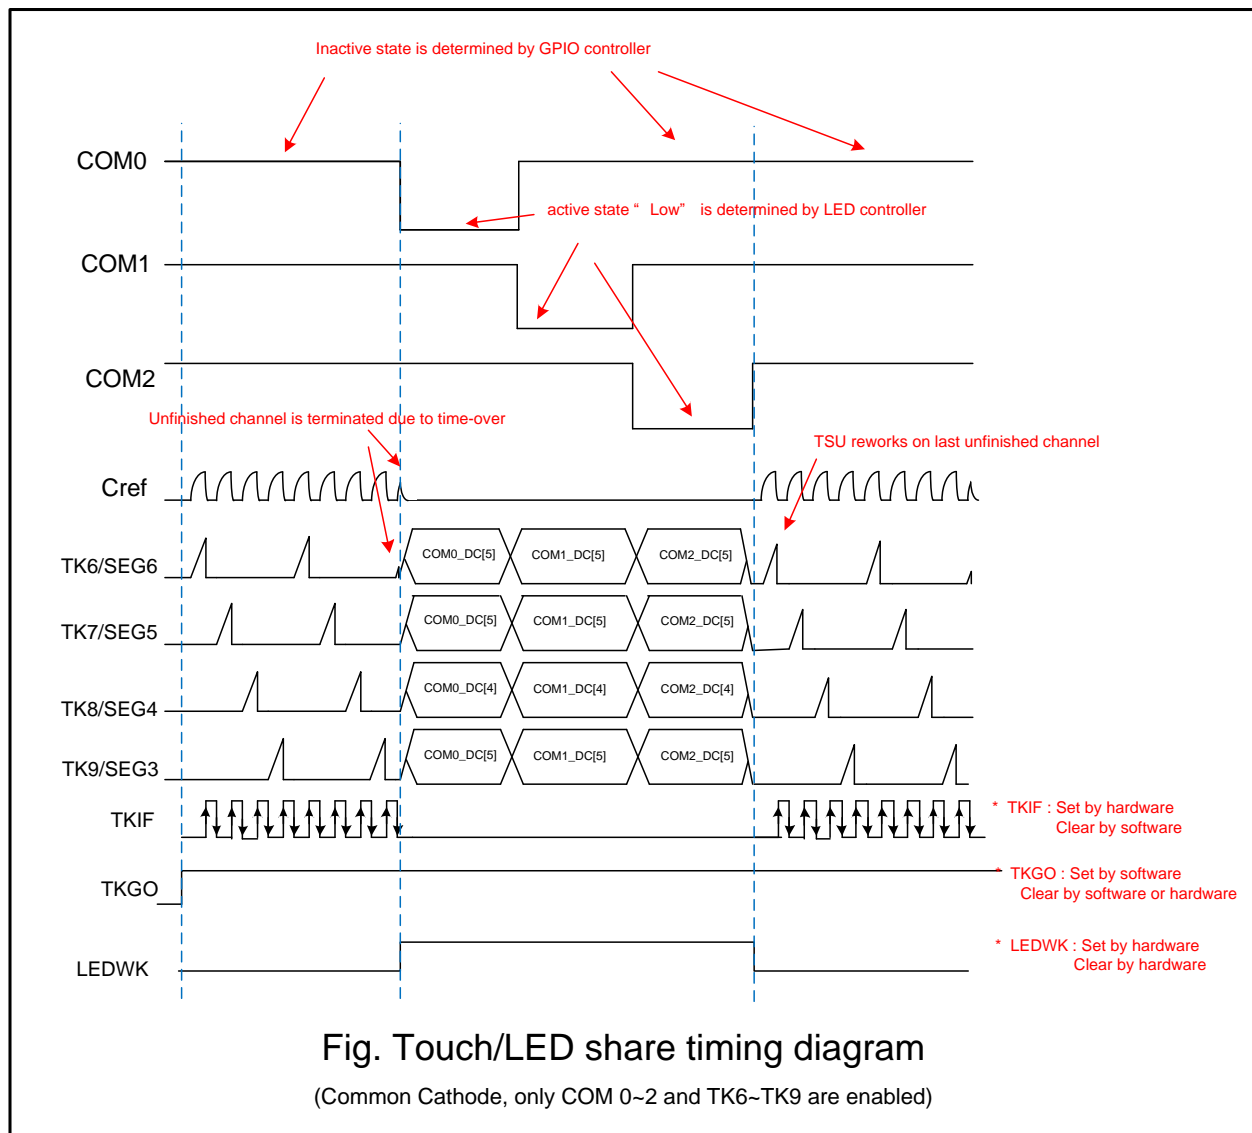 Inactive state is determined by GPIO controller
COM0
active state “ Low” is determined by LED controller
COM1
COM2
Unfinished channel is terminated due to time-over
TSU reworks on last unfinished channel
Cref
TK6/SEG6
COM0_DC[5]
COM1_DC[5]
COM2_DC[5]
TK7/SEG5
COM0_DC[5]
COM1_DC[5]
COM2_DC[5]
TK8/SEG4
COM0_DC[4]
COM1_DC[4]
COM2_DC[4]
TK9/SEG3
COM0_DC[5]
COM1_DC[5]
COM2_DC[5]
TKIF
* TKIF : Set by hardware
Clear by software
TKGO
* TKGO : Set by software
Clear by software or hardware
LEDWK
* LEDWK : Set by hardware
Clear by hardware
Fig. Touch/LED share timing diagram
(Common Cathode, only COM 0~2 and TK6~TK9 are enabled)